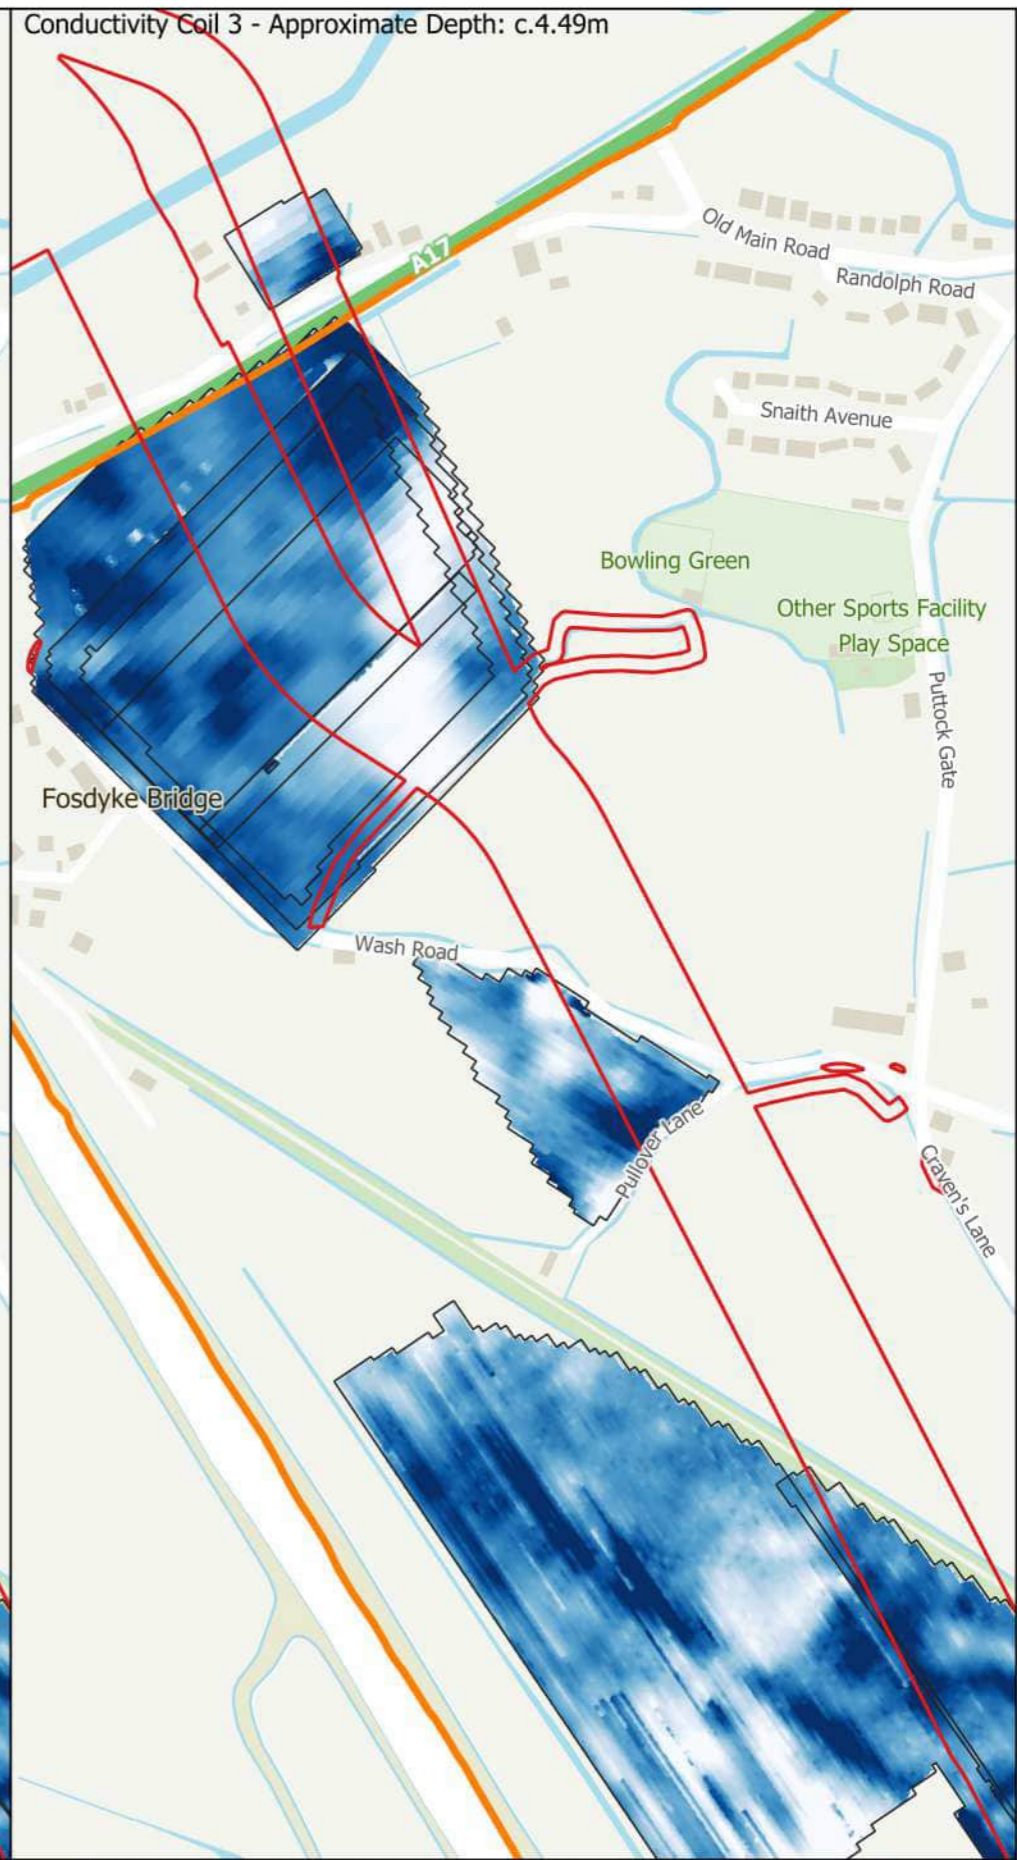 Conductivity Coil 3 - Approximate Depth: c.4.49m
A17
Old Main Road
Randolph Road
Snaith Avenue
Bowling Green
Other Sports Facility
Play Space
Puttock Gate
Fosdyke Bridge
Wash Road
Pullover Lane
Craven's Lane